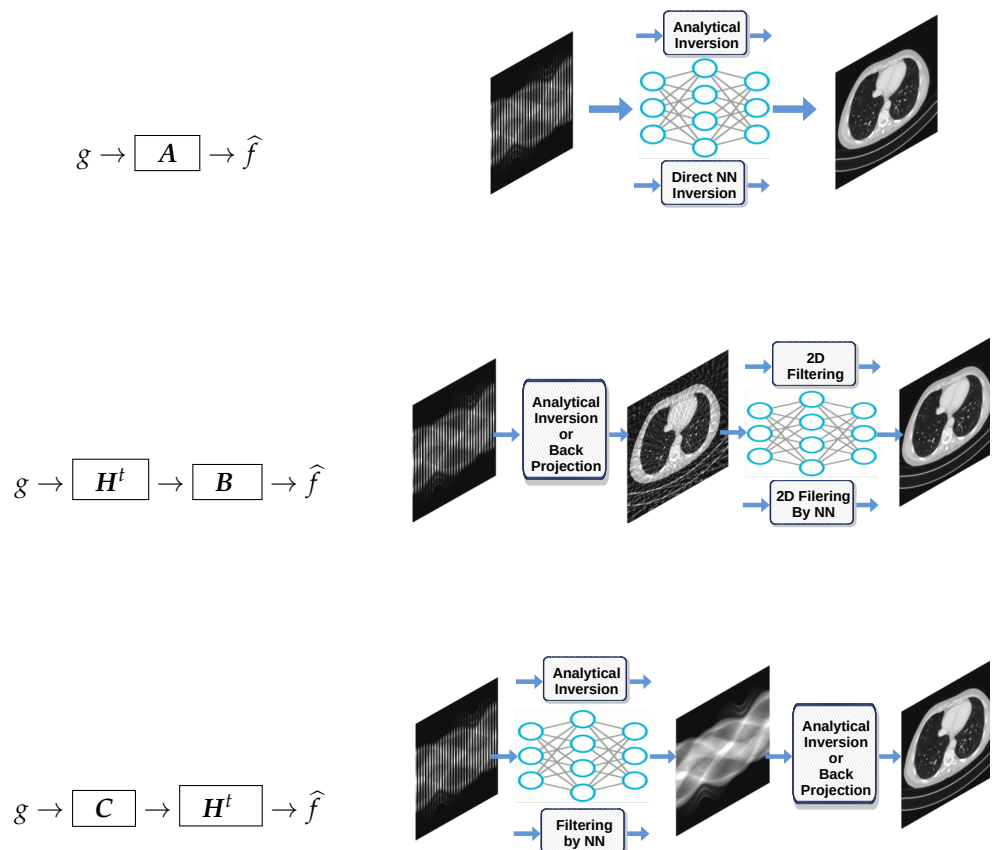 Analytical
Inversion
g → A → f̂
Direct NN
Inversion
2D
Filtering
Analytical
Inversion
or
Back
Projection
g → Hᵗ → B → f̂
2D Filering
By NN
Analytical
Inversion
Analytical
Inversion
or
Back
Projection
g → C → Hᵗ → f̂
Filtering
by NN